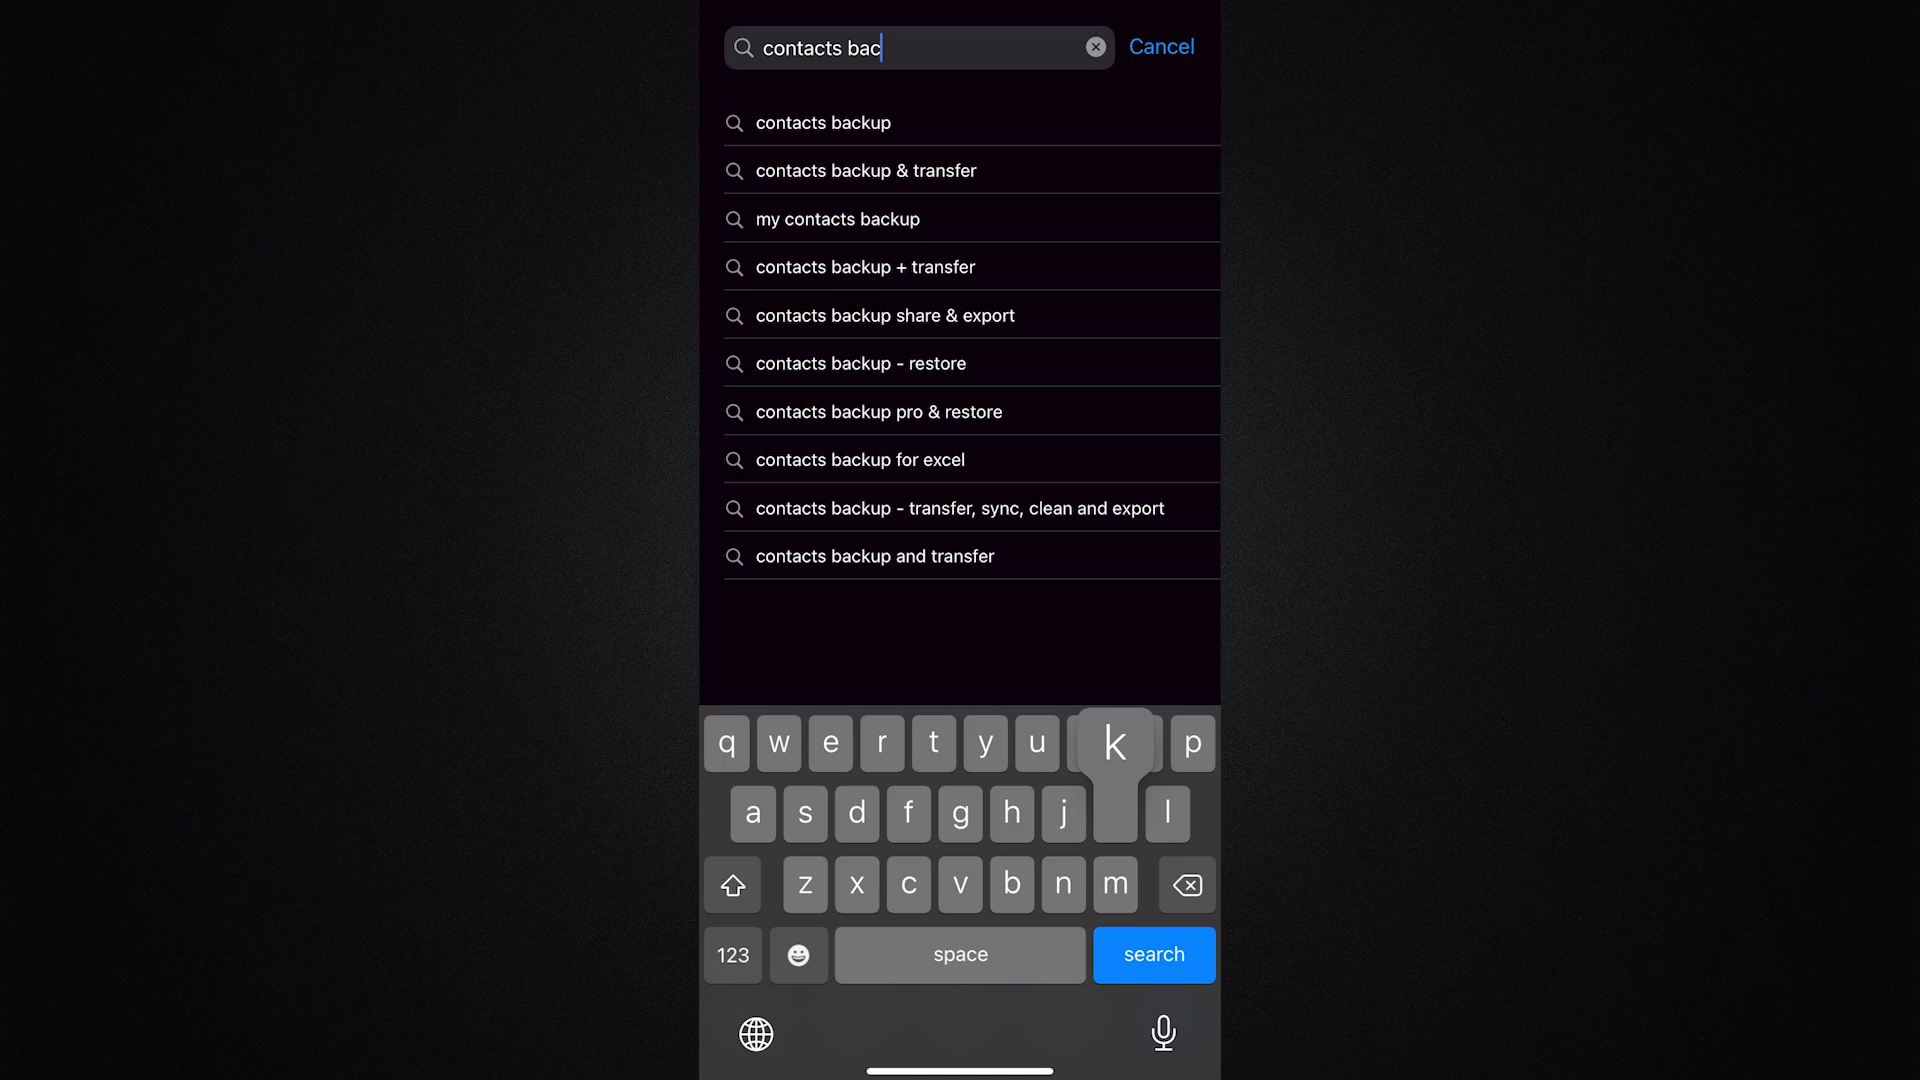 contacts bac
Cancel
contacts backup
contacts backup & transfer
my contacts backup
contacts backup + transfer
contacts backup share & export
contacts backup - restore
contacts backup pro & restore
contacts backup for excel
contacts backup - transfer, sync, clean and export
contacts backup and transfer
q w e r t y u k p
a s d f g h j l
z x c v b n m
123 space search